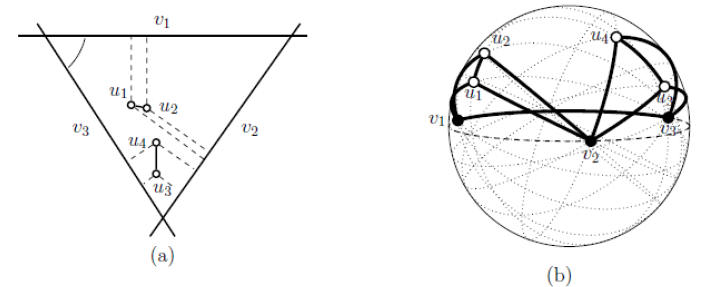 v₁
u₁ u₂
v₃ v₂
u₄
u₃
(a)
u₄
u₂
u₁
u₃
v₁ v₃
v₂
(b)